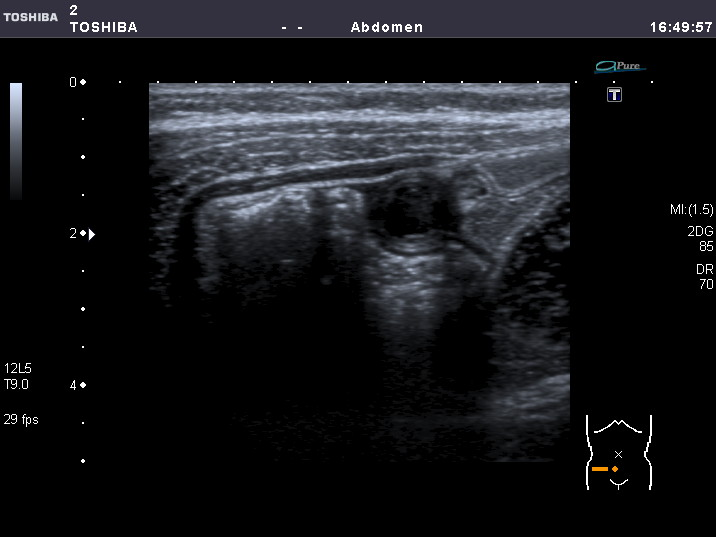 TOSHIBA
2
TOSHIBA - - Abdomen 16:49:57
aPure
T
0
2
4
MI:(1.5)
2DG
85
DR
70
12L5
T9.0
29 fps